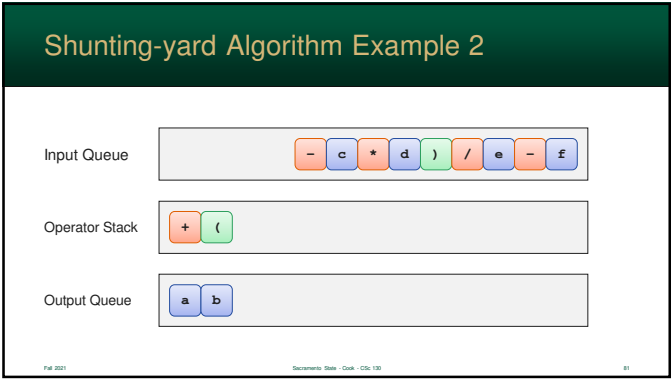 Shunting-yard Algorithm Example 2
Input Queue
- c * d ) / e - f
Operator Stack
+ (
Output Queue
a b
Fall 2021
Sacramento State - Cook - CSc 130
81